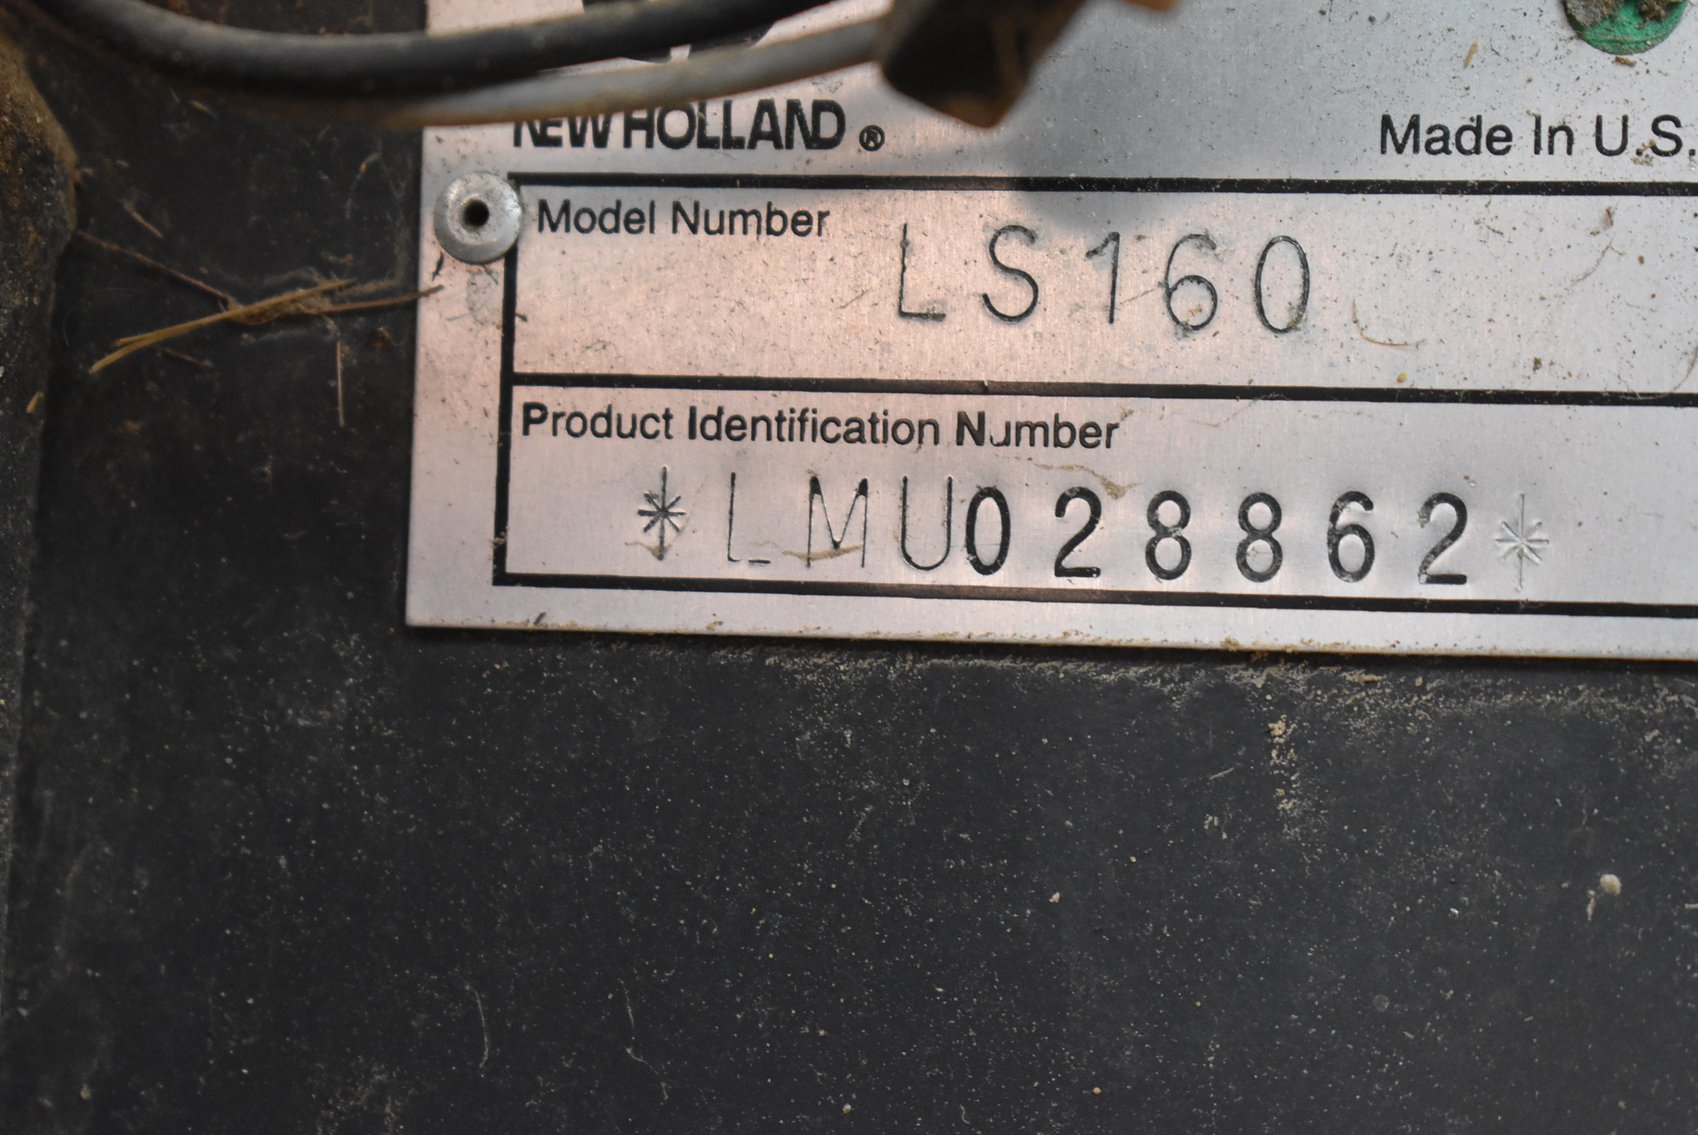 NEW HOLLAND ®
Made In U.S.
Model Number
LS160
Product Identification Number
*LMU028862*